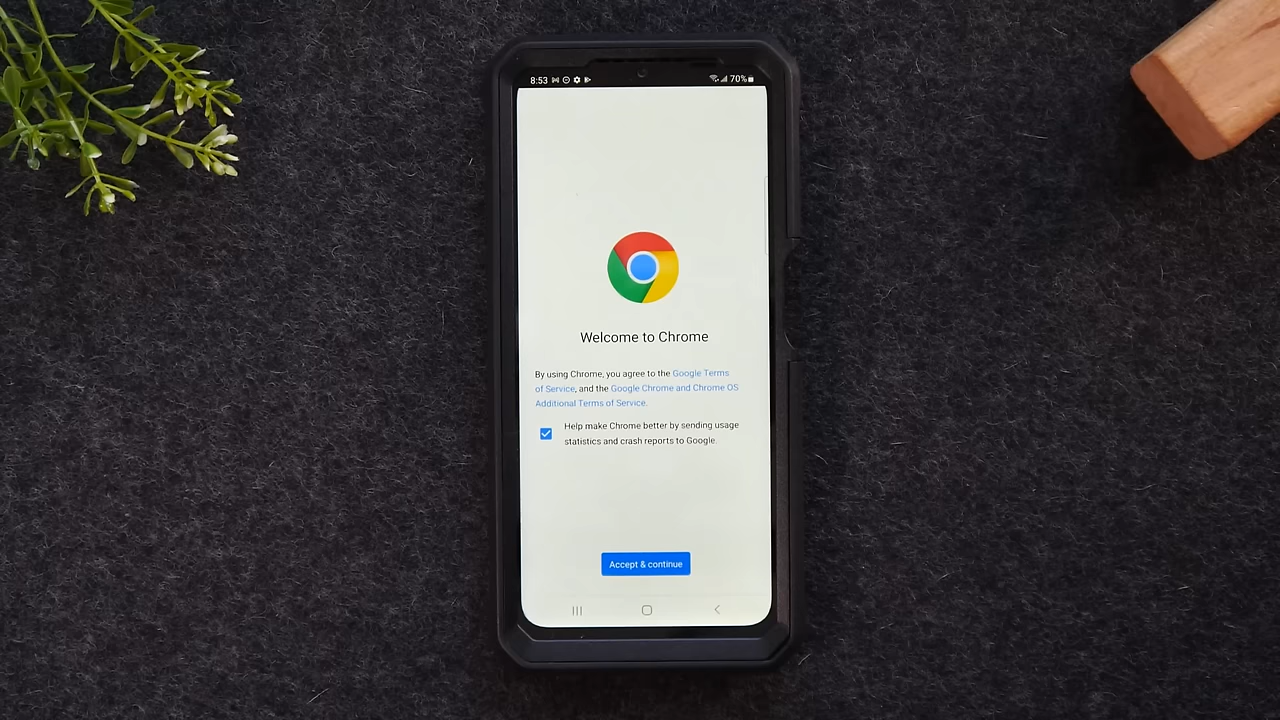 8:53 70%
Welcome to Chrome
By using Chrome, you agree to the Google Terms
of Service, and the Google Chrome and Chrome OS
Additional Terms of Service.
Help make Chrome better by sending usage
statistics and crash reports to Google.
Accept & continue